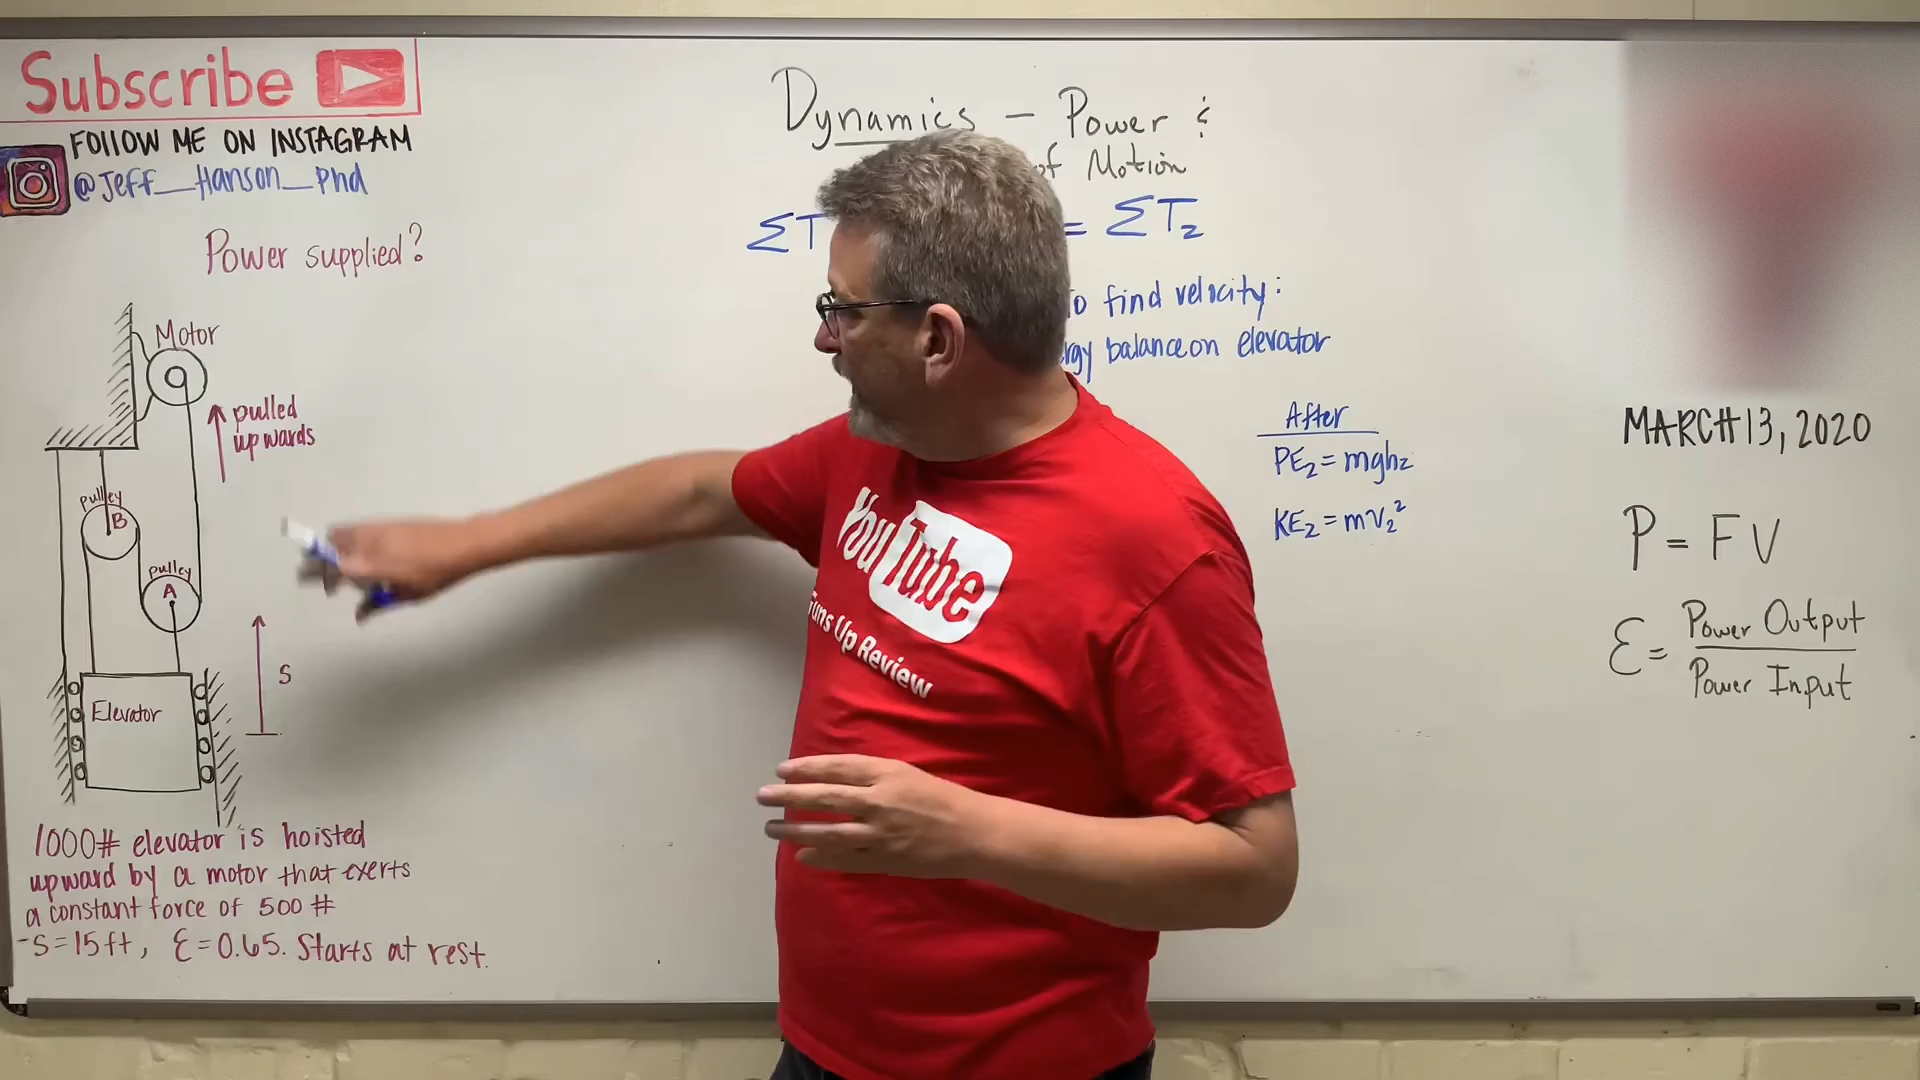 Subscribe
FOLLOW ME ON INSTAGRAM
@Jeff_Hanson_Phd
Power supplied?
Motor
pulled
upwards
pulley
B
pulley
A
S
Elevator
1000# elevator is hoisted
upward by a motor that exerts
a constant force of 500 #
-S=15ft, ε=0.65. Starts at rest.
Dynamics - Power &
of Motion
ΣT = ΣT₂
To find velocity:
balance on elevator
After
PE₂=mgh₂
KE₂=mv₂²
YouTube
Up Review
MARCH 13, 2020
P = FV
ε = Power Output
Power Input